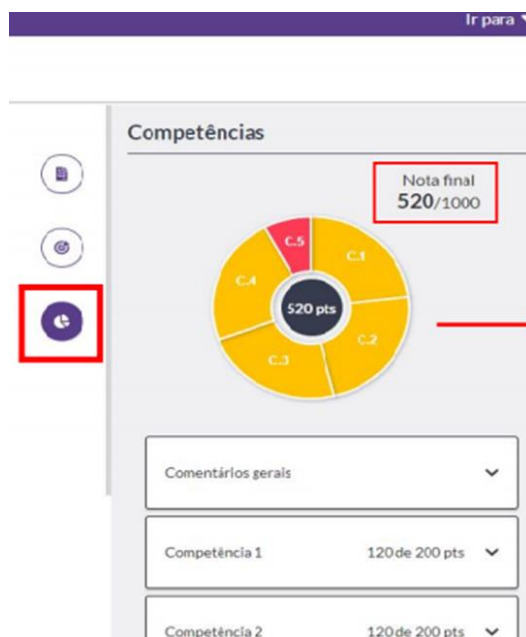 Ir para
Competências
Nota final
520/1000
C.5
C.1
C.4
520 pts
C.2
C.3
Comentários gerais
Competência 1 120 de 200 pts
Competência 2 120 de 200 pts